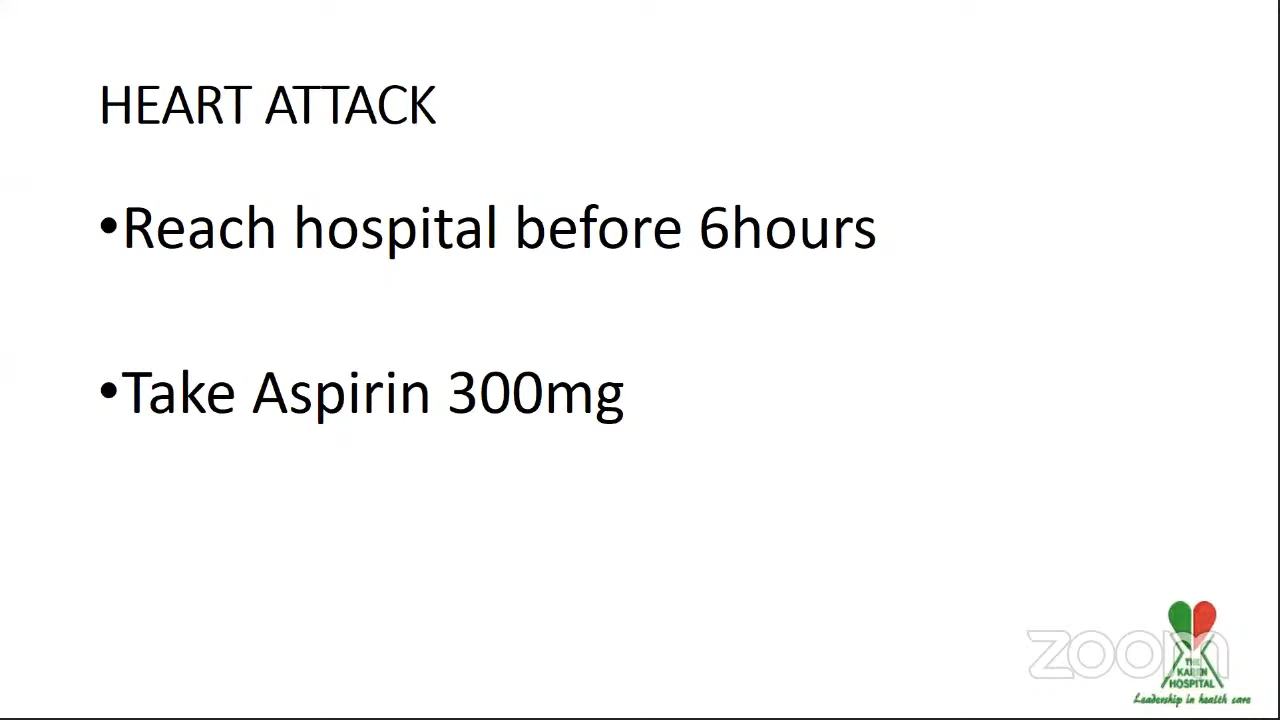 HEART ATTACK
•Reach hospital before 6hours
•Take Aspirin 300mg
zoom
THE
KAREN
HOSPITAL
Leadership in health care